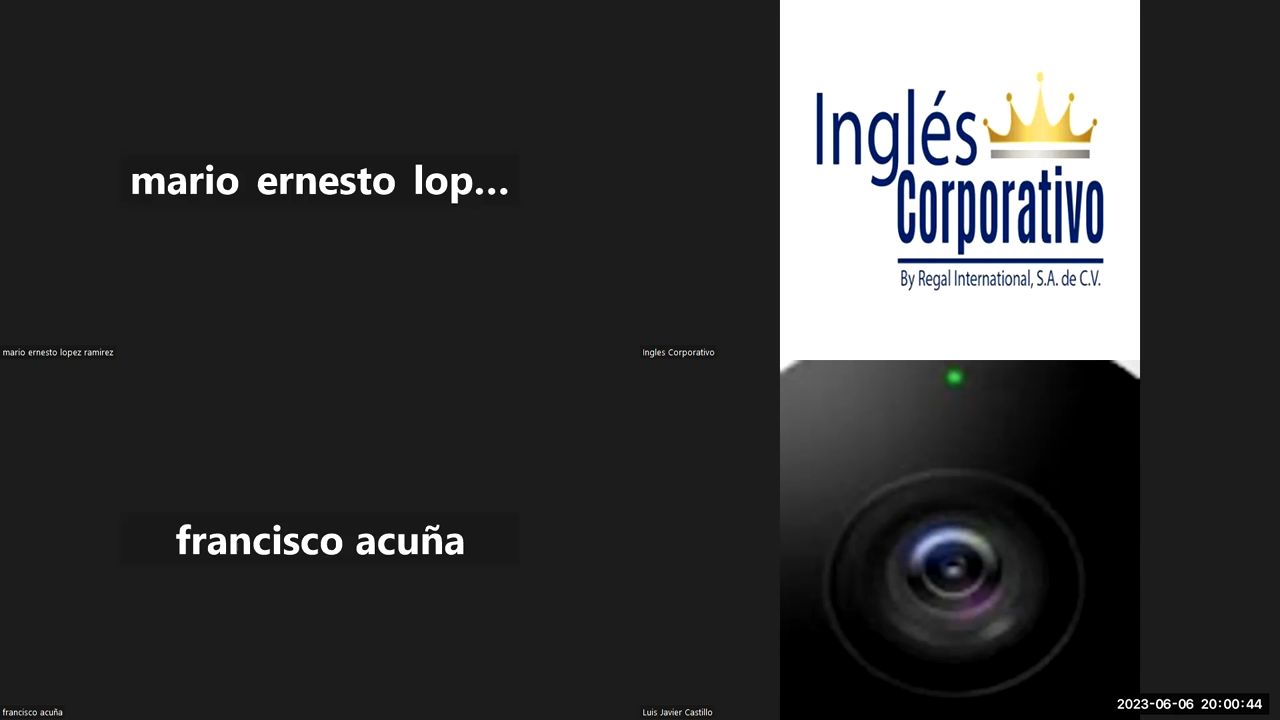 mario ernesto lop...
mario ernesto lopez ramirez
Inglés
Corporativo
By Regal International, S.A. de C.V.
Ingles Corporativo
francisco acuña
francisco acuña
Luis Javier Castillo
2023-06-06 20:00:44